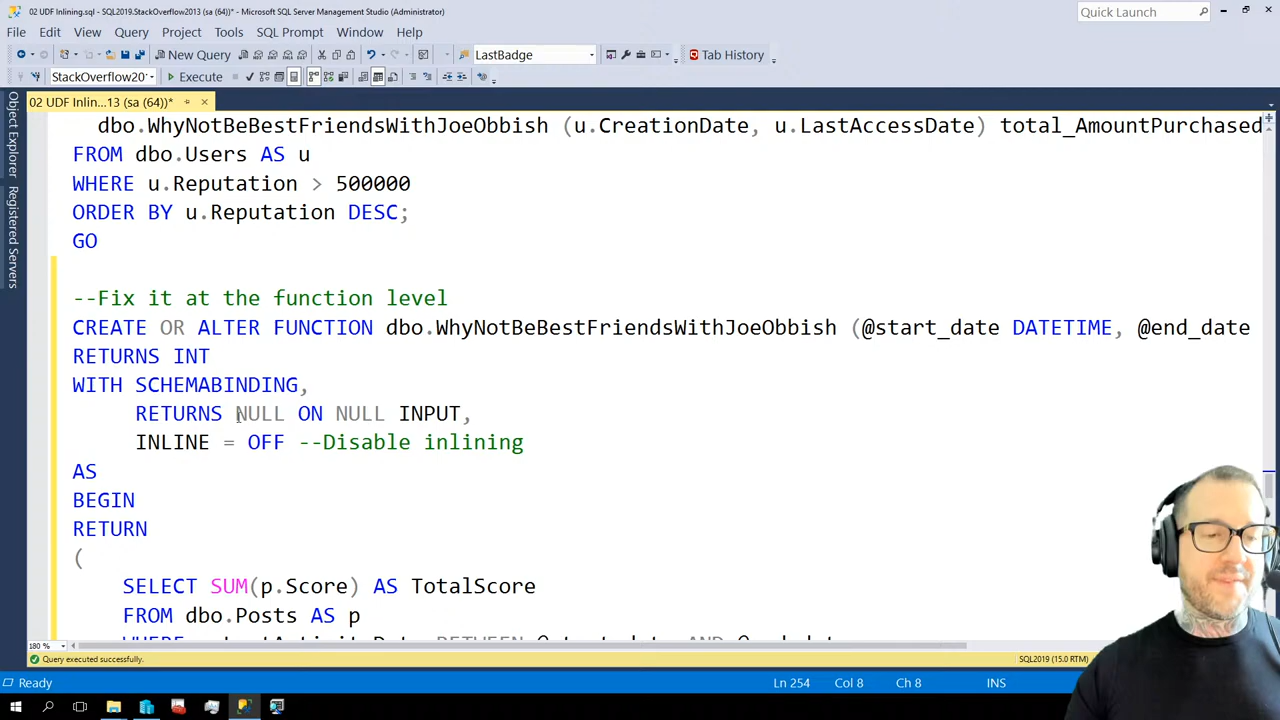 02 UDF Inlining.sql - SQL2019.StackOverflow2013 (sa (64))* - Microsoft SQL Server Management Studio (Administrator)
Quick Launch
File Edit View Query Project Tools SQL Prompt Window Help
New Query LastBadge Tab History
StackOverflow20 Execute
02 UDF Inlin...13 (sa (64))*
Object Explorer
Registered Servers
dbo.WhyNotBeBestFriendsWithJoeObbish (u.CreationDate, u.LastAccessDate) total_AmountPurchased
FROM dbo.Users AS u
WHERE u.Reputation > 500000
ORDER BY u.Reputation DESC;
GO
--Fix it at the function level
CREATE OR ALTER FUNCTION dbo.WhyNotBeBestFriendsWithJoeObbish (@start_date DATETIME, @end_date
RETURNS INT
WITH SCHEMABINDING,
RETURNS NULL ON NULL INPUT,
INLINE = OFF --Disable inlining
AS
BEGIN
RETURN
(
SELECT SUM(p.Score) AS TotalScore
FROM dbo.Posts AS p
180 %
Query executed successfully. SQL2019 (15.0 RTM)
Ready Ln 254 Col 8 Ch 8 INS